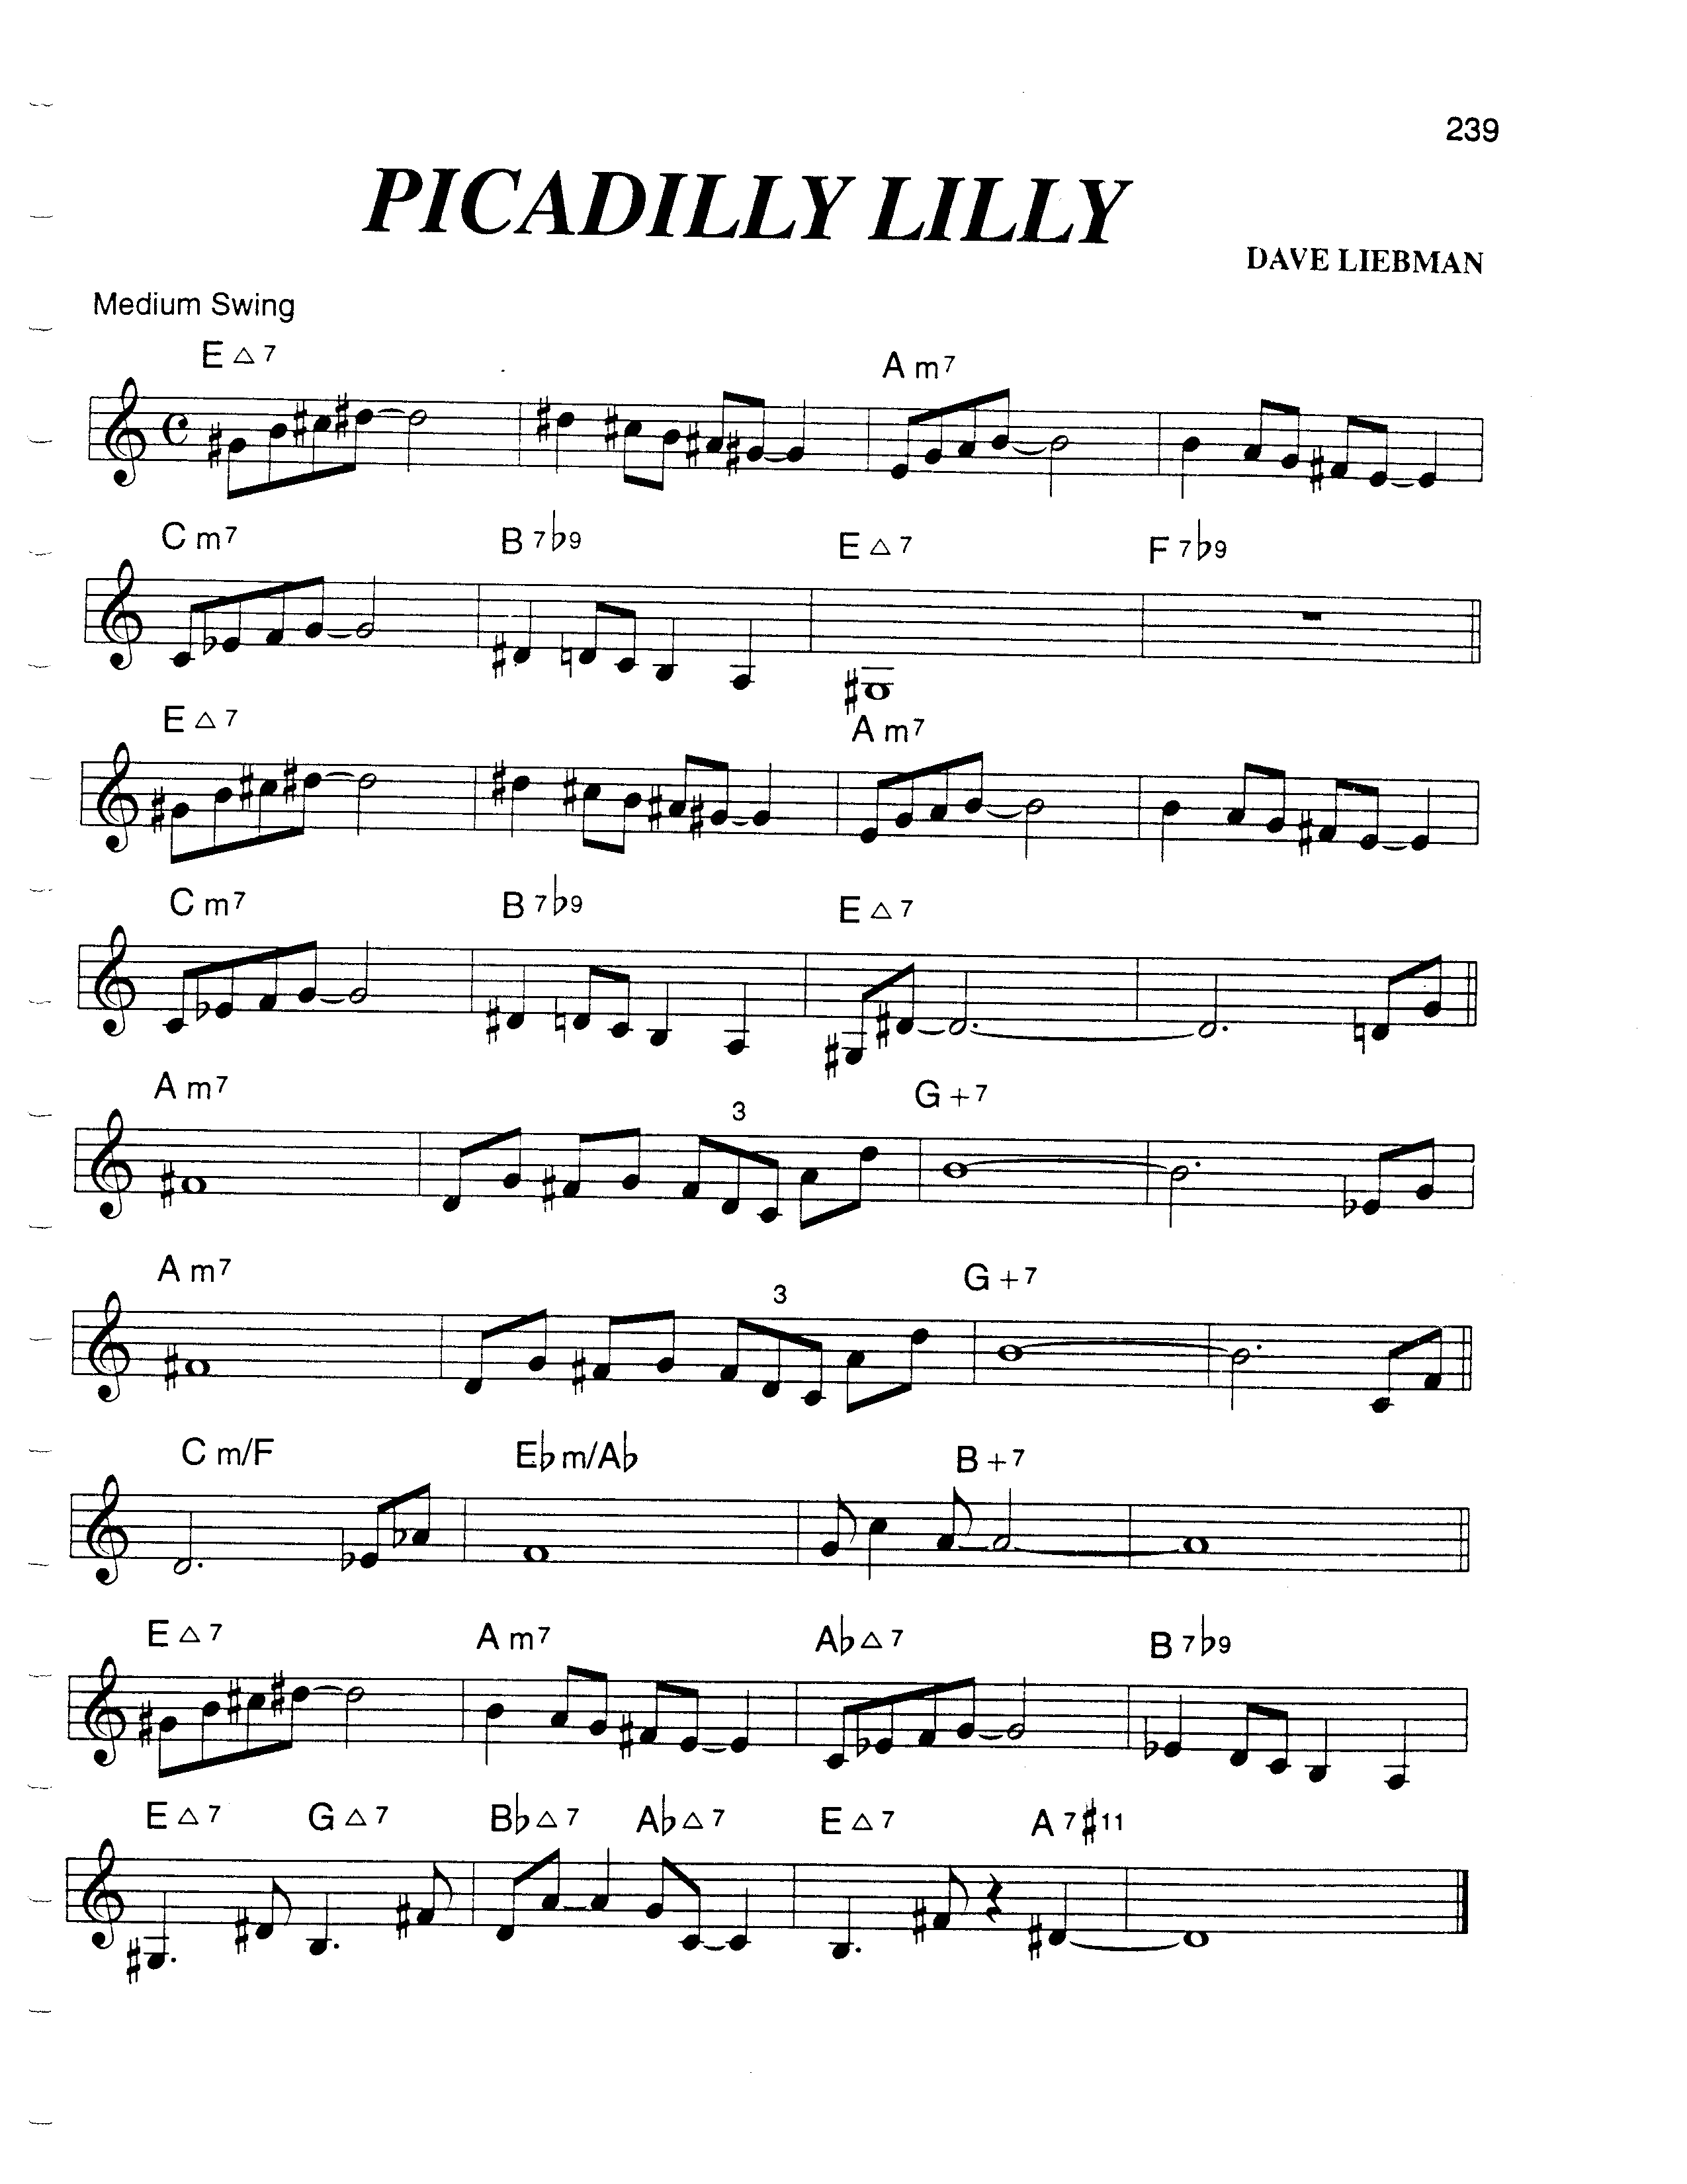 239
PICADILLY LILLY
DAVE LIEBMAN
Medium Swing
E△7 Am7
Cm7 B7♭9 E△7 F7♭9
E△7 Am7
Cm7 B7♭9 E△7
Am7 3 G+7
Am7 3 G+7
Cm/F E♭m/A♭ B+7
E△7 Am7 A♭△7 B7♭9
E△7 G△7 B♭△7 A♭△7 E△7 A7♯11